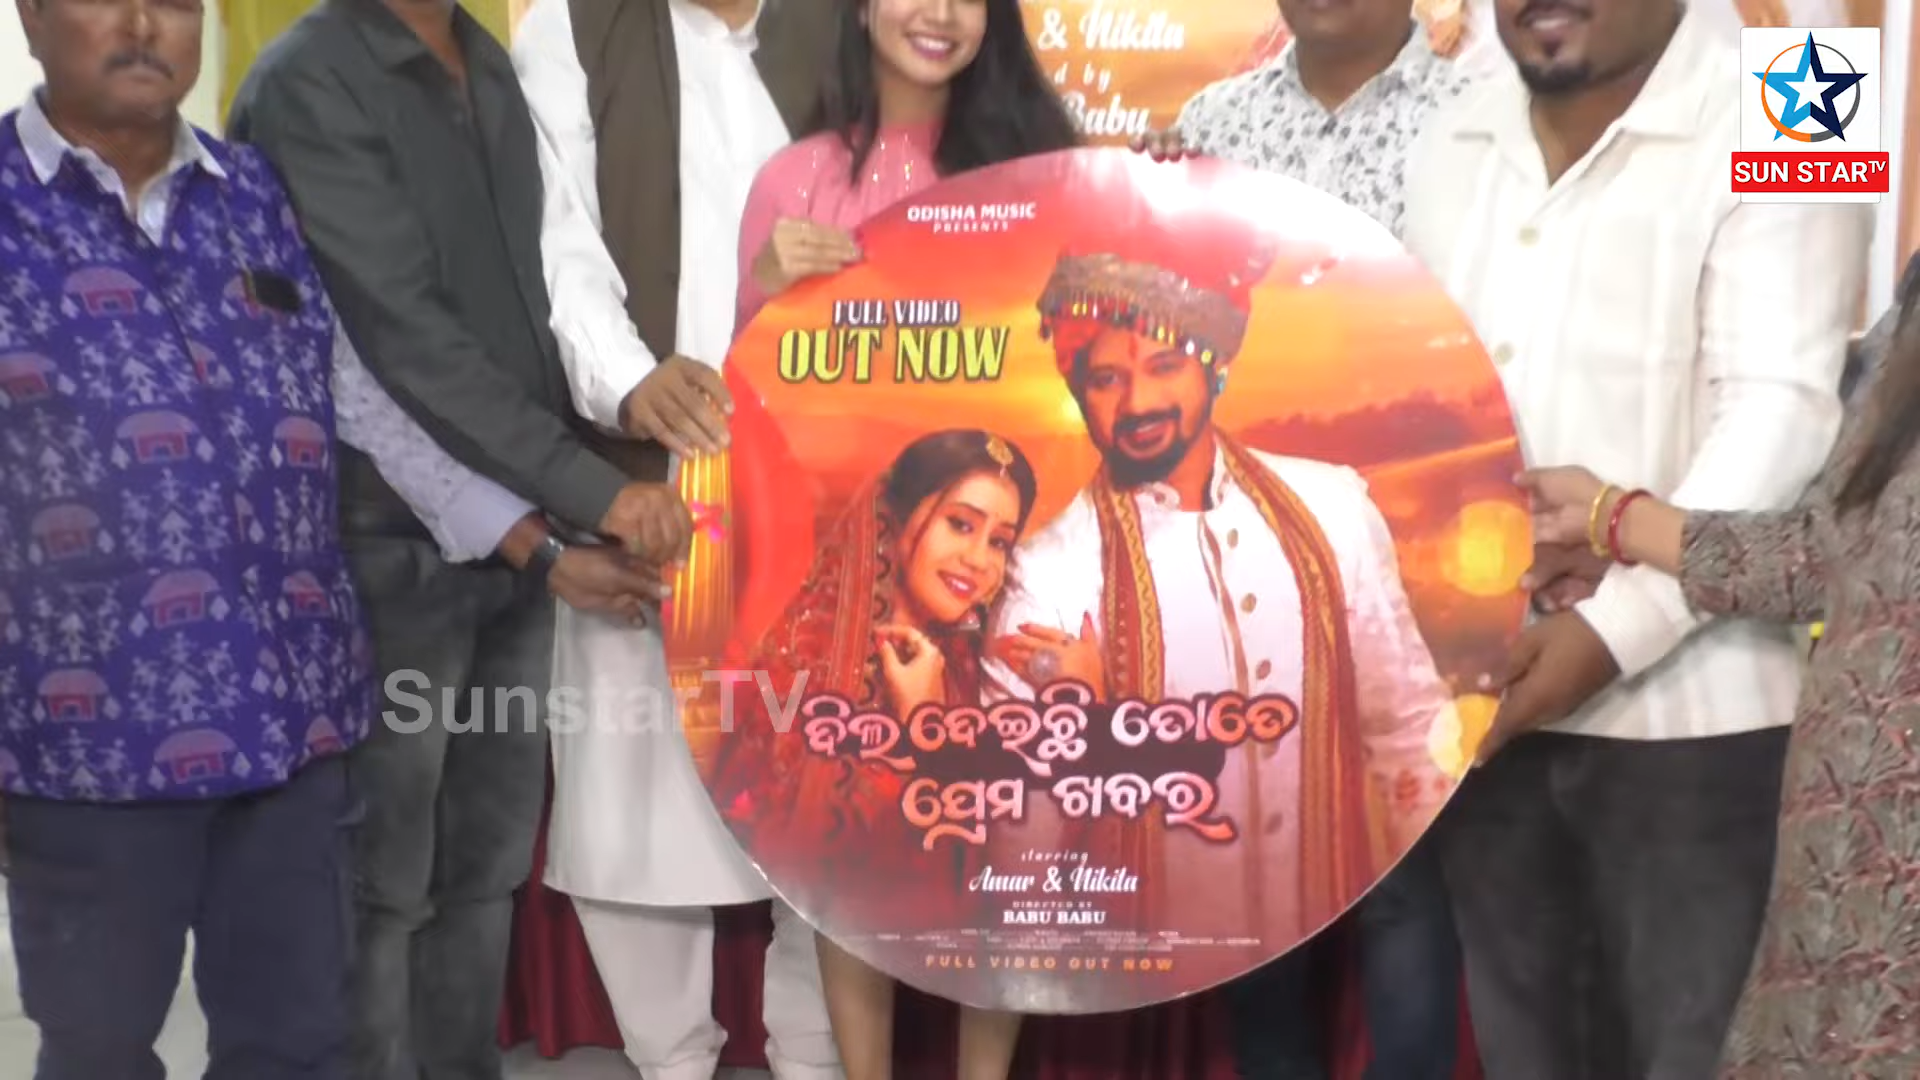 & Nikita
d by
Babu
SUN STAR TV
ODISHA MUSIC
PRESENTS
FULL VIDEO
OUT NOW
SunstarTV
ଦିଲ ଦେଇଛି ତୋତେ
ପ୍ରେମ ଖବର
starring
Amar & Nikita
DIRECTED BY
BABU BABU
FULL VIDEO OUT NOW